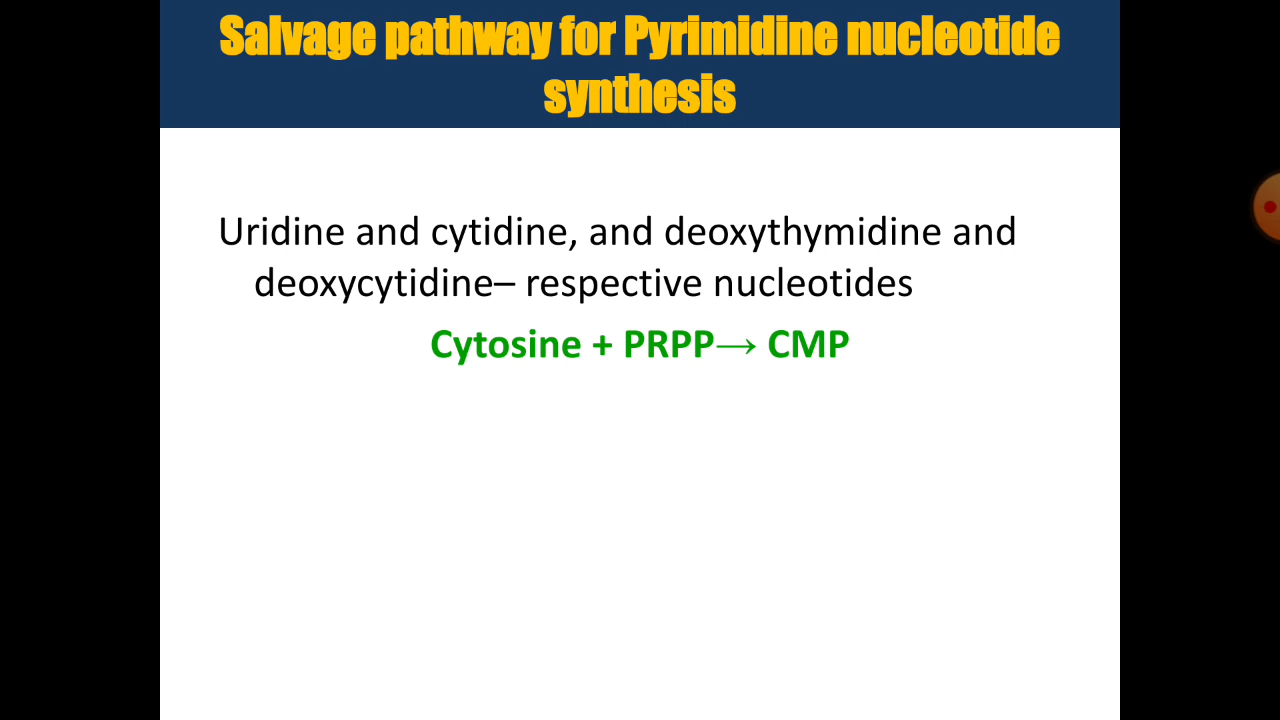 Salvage pathway for Pyrimidine nucleotide
synthesis
Uridine and cytidine, and deoxythymidine and
deoxycytidine– respective nucleotides
Cytosine + PRPP→ CMP